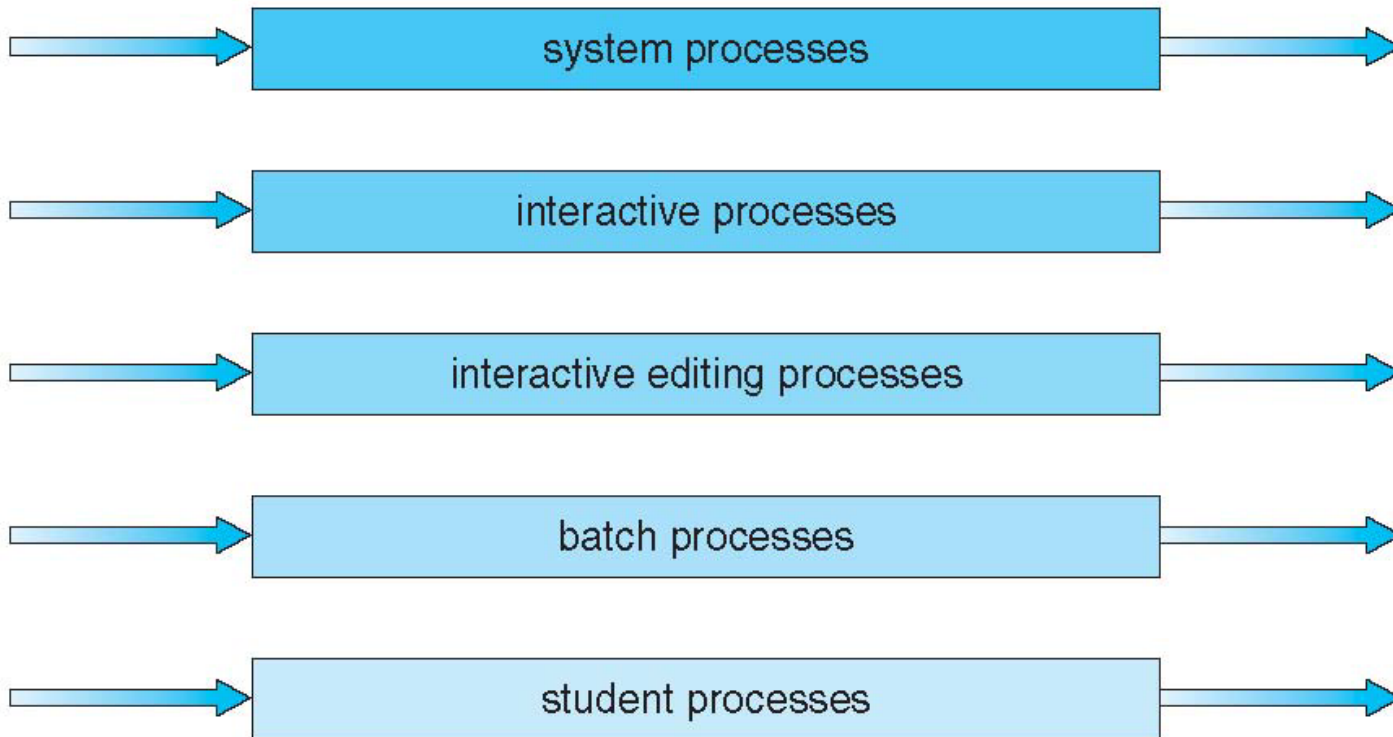 system processes
interactive processes
interactive editing processes
batch processes
student processes